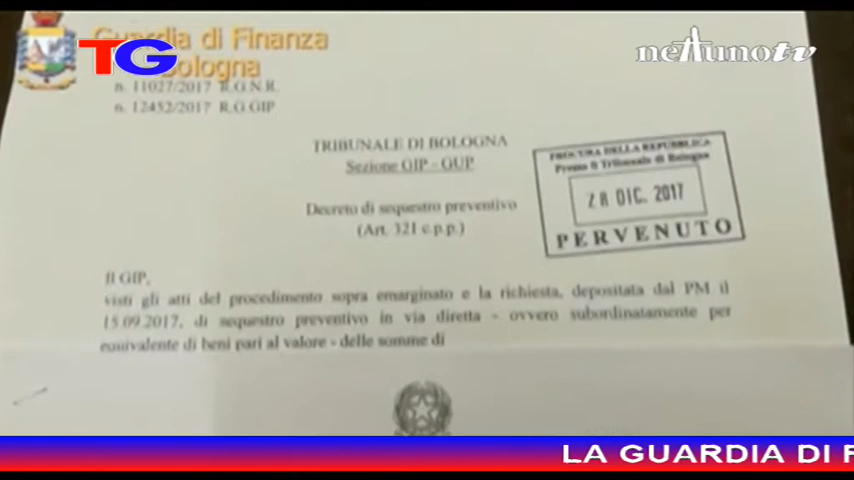 Guardia di Finanza
TG
Bologna
nettunotv
n. 11027/2017 R.G.N.R.
n. 12452/2017 R.G.GIP
TRIBUNALE DI BOLOGNA
Sezione GIP - GUP
Decreto di sequestro preventivo
(Art. 321 c.p.p.)
PROCURA DELLA REPUBBLICA
Presso il Tribunale di Bologna
28 DIC. 2017
PERVENUTO
Il GIP,
visti gli atti del procedimento sopra emarginato e la richiesta, depositata dal PM il
15.09.2017, di sequestro preventivo in via diretta - ovvero subordinatamente per
equivalente di beni pari al valore - delle somme di
LA GUARDIA DI F